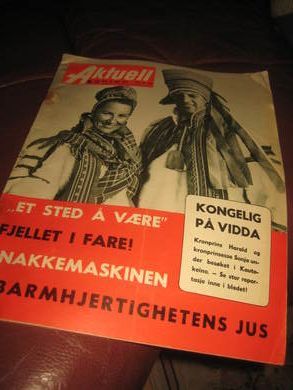 Aktuell
„ET STED Å VÆRE"
FJELLET I FARE!
NAKKEMASKINEN
BARMHJERTIGHETENS JUS
KONGELIG
PÅ VIDDA
Kronprins Harald og
kronprinsesse Sonja un-
der besøket i Kauto-
keino. – Se stor repor-
tasje inne i bladet!